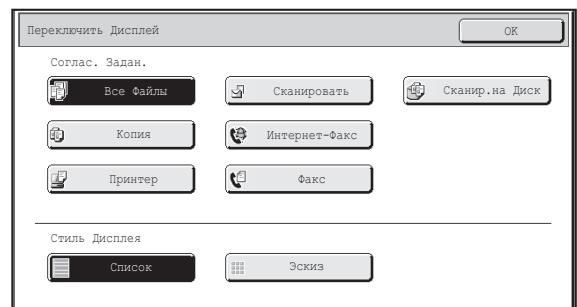 Переключить Дисплей OK
Соглас. Задан.
Все Файлы Сканировать Сканир.на Диск
Копия Интернет-Факс
Принтер Факс
Стиль Дисплея
Список Эскиз